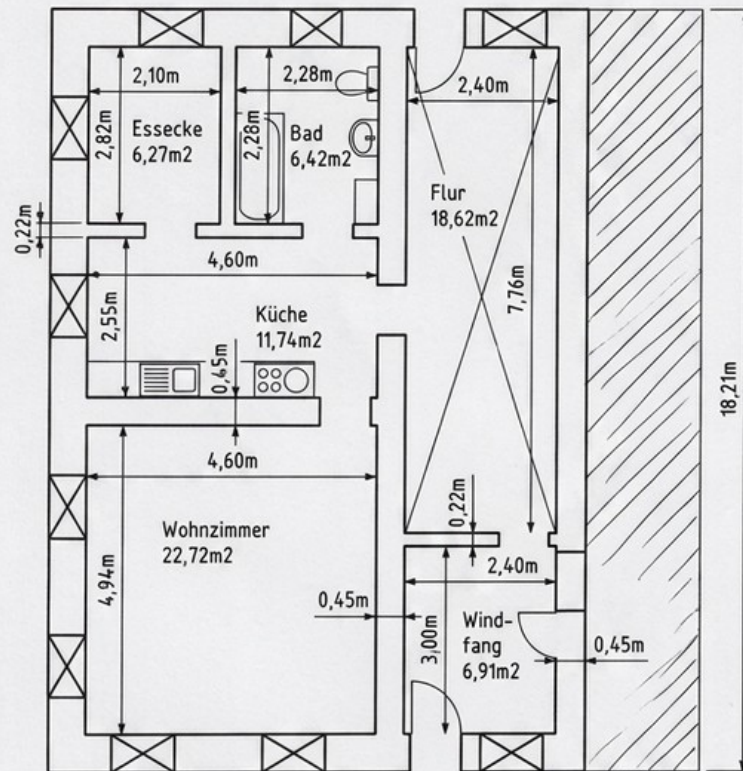 2,10m
2,28m
2,40m
2,82m
Essecke
6,27m2
2,28m
Bad
6,42m2
Flur
18,62m2
0,22m
4,60m
7,76m
2,55m
Küche
11,74m2
0,45m
18,21m
4,60m
0,22m
Wohnzimmer
22,72m2
4,94m
2,40m
0,45m
3,00m
Wind-
fang
6,91m2
0,45m